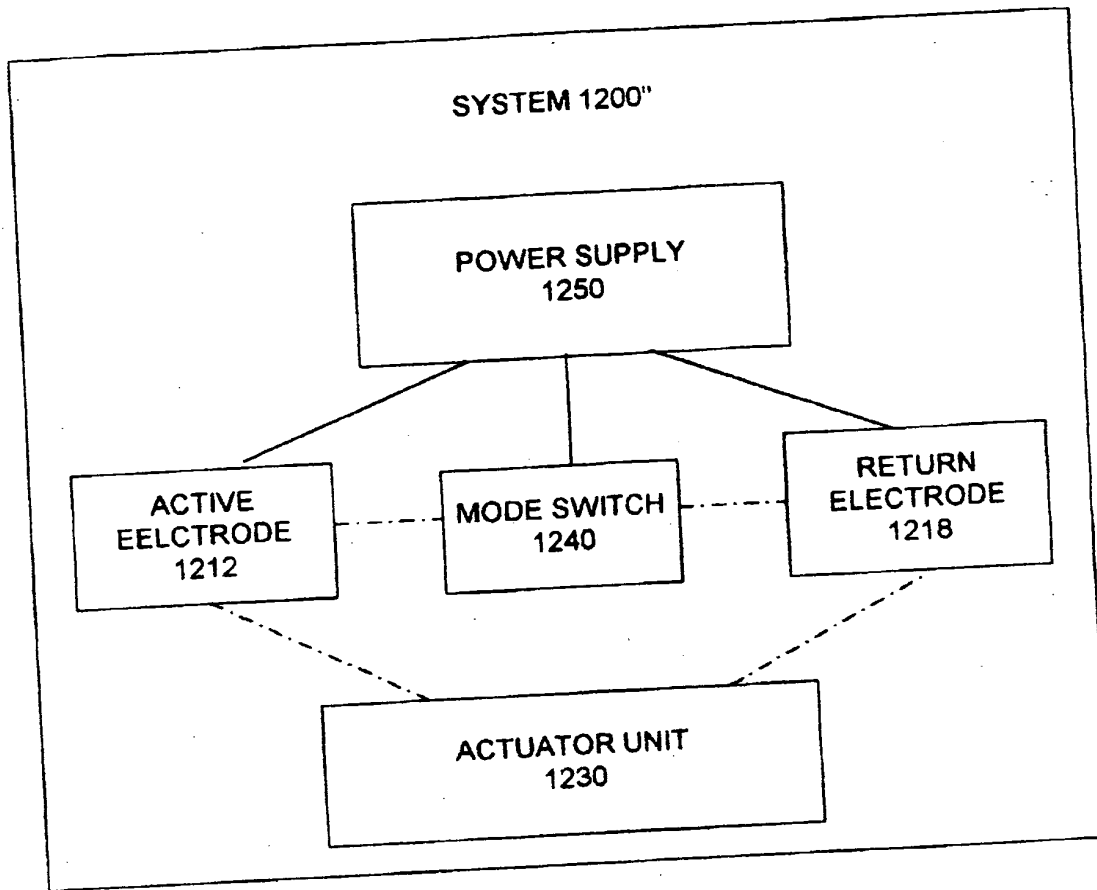 SYSTEM 1200"
POWER SUPPLY
1250
ACTIVE
EELCTRODE
1212
MODE SWITCH
1240
RETURN
ELECTRODE
1218
ACTUATOR UNIT
1230